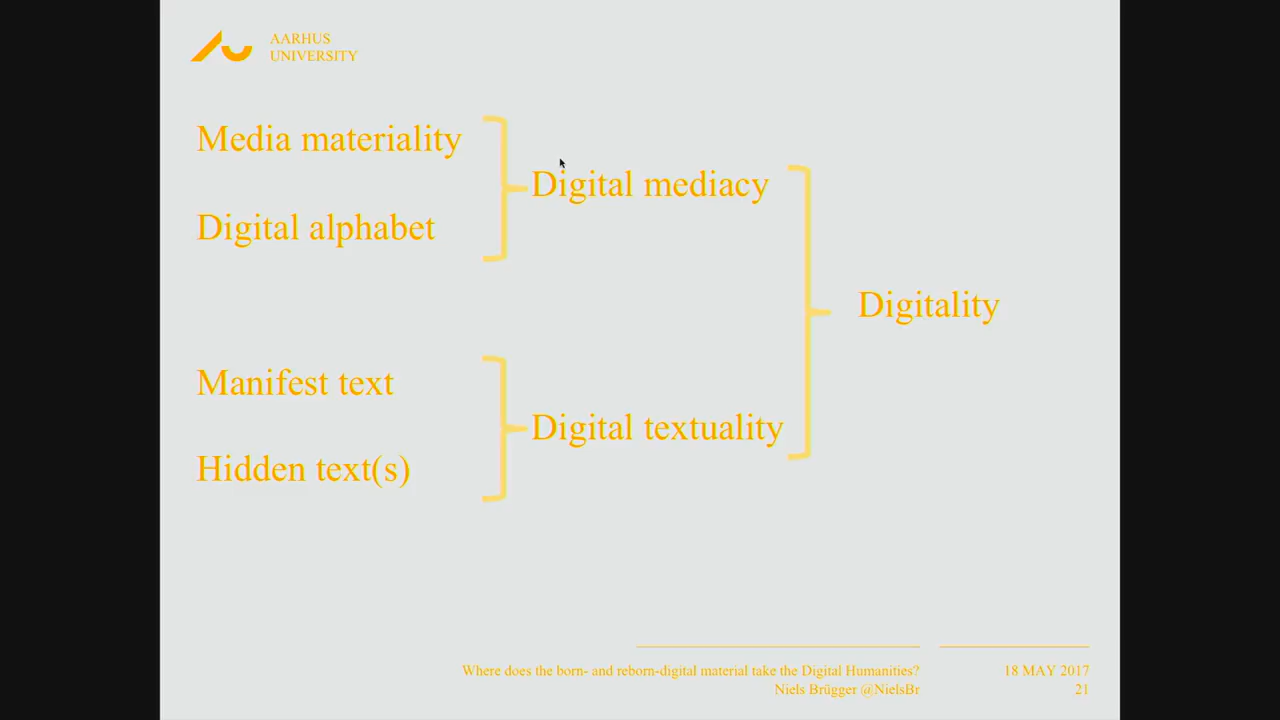 AARHUS
UNIVERSITY
Media materiality
Digital alphabet
Digital mediacy
Manifest text
Hidden text(s)
Digital textuality
Digitality
Where does the born- and reborn-digital material take the Digital Humanities?
Niels Brügger @NielsBr
18 MAY 2017
21